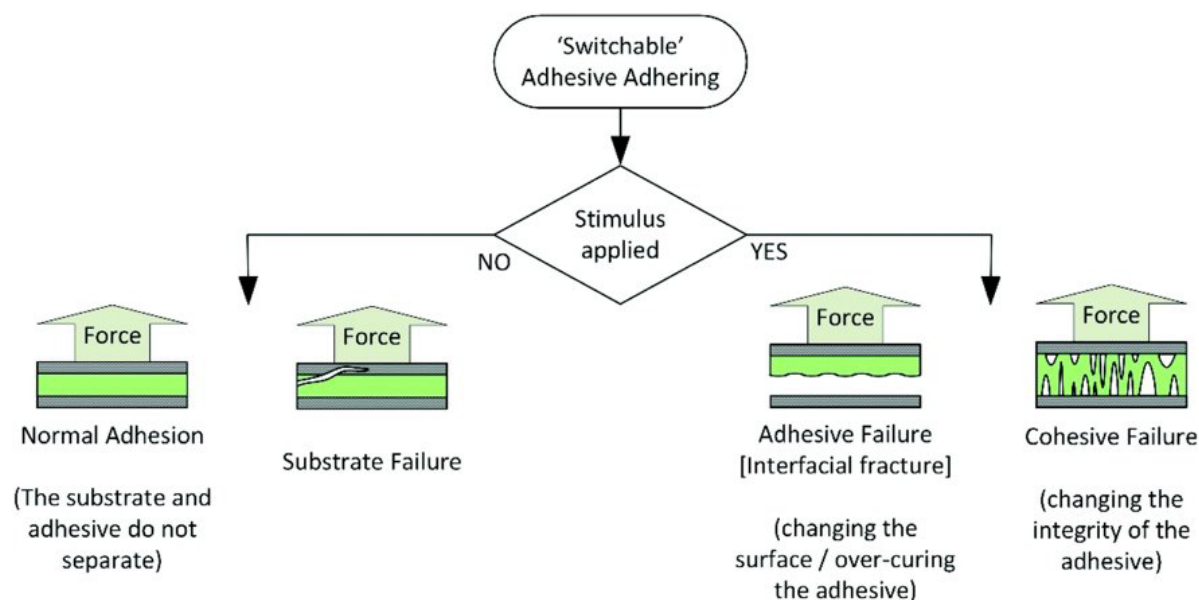 ‘Switchable’
Adhesive Adhering
Stimulus
applied
NO
YES
Force
Force
Force
Force
Normal Adhesion
(The substrate and
adhesive do not
separate)
Substrate Failure
Adhesive Failure
[Interfacial fracture]
(changing the
surface / over-curing
the adhesive)
Cohesive Failure
(changing the
integrity of the
adhesive)